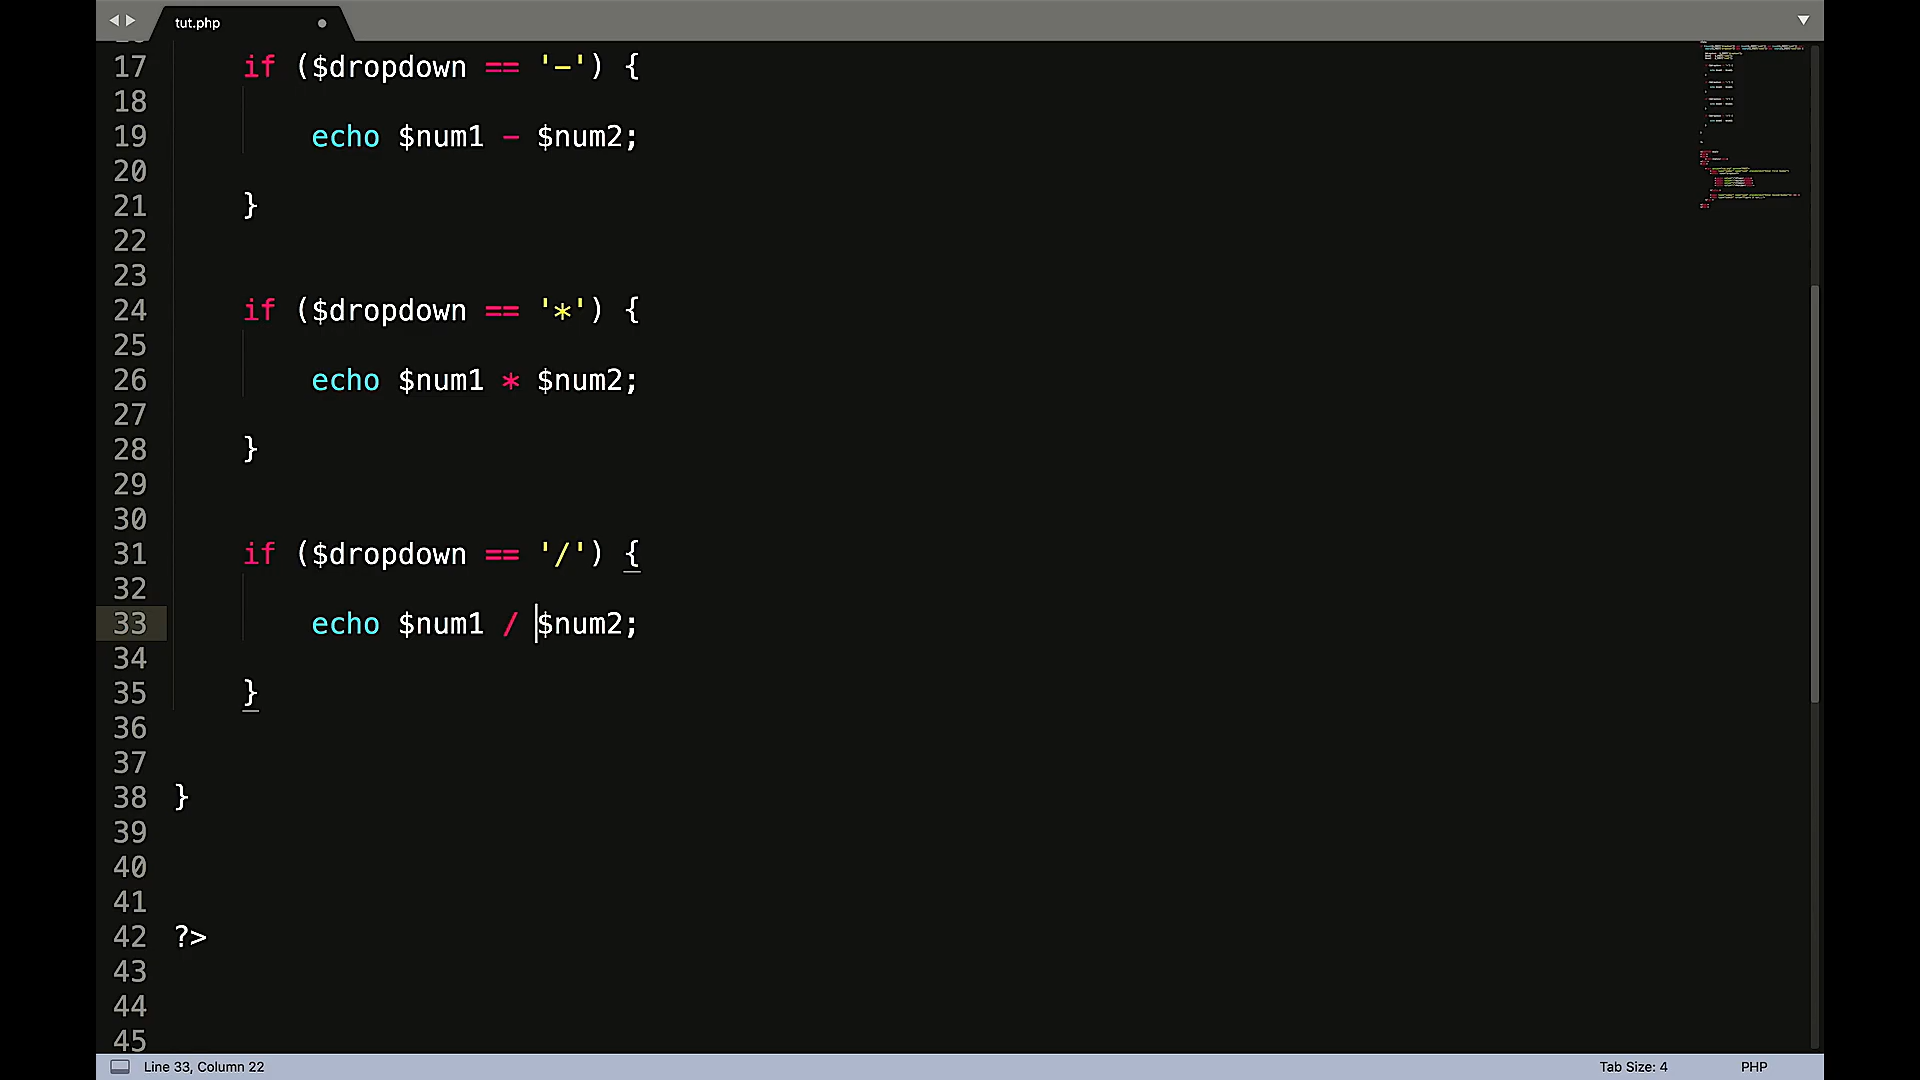 tut.php
17 if ($dropdown == '-') {
18
19 echo $num1 - $num2;
20
21 }
22
23
24 if ($dropdown == '*') {
25
26 echo $num1 * $num2;
27
28 }
29
30
31 if ($dropdown == '/') {
32
33 echo $num1 / $num2;
34
35 }
36
37
38 }
39
40
41
42 ?>
43
44
45
Line 33, Column 22
Tab Size: 4
PHP